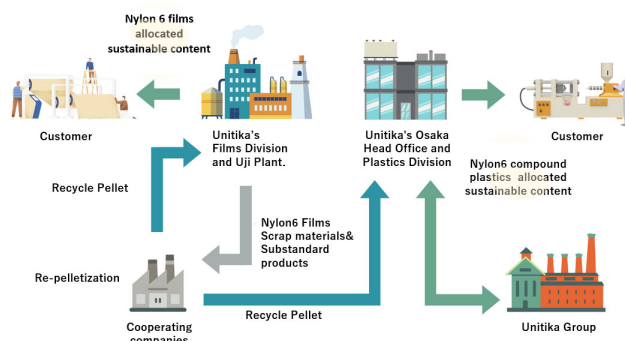 Nylon 6 films
allocated
sustainable content
Customer
Unitika's
Films Division
and Uji Plant.
Unitika's Osaka
Head Office and
Plastics Division
Customer
Nylon6 compound
plastics allocated
sustainable content
Recycle Pellet
Nylon6 Films
Scrap materials&
Substandard
products
Re-pelletization
Recycle Pellet
Cooperating
companies
Unitika Group